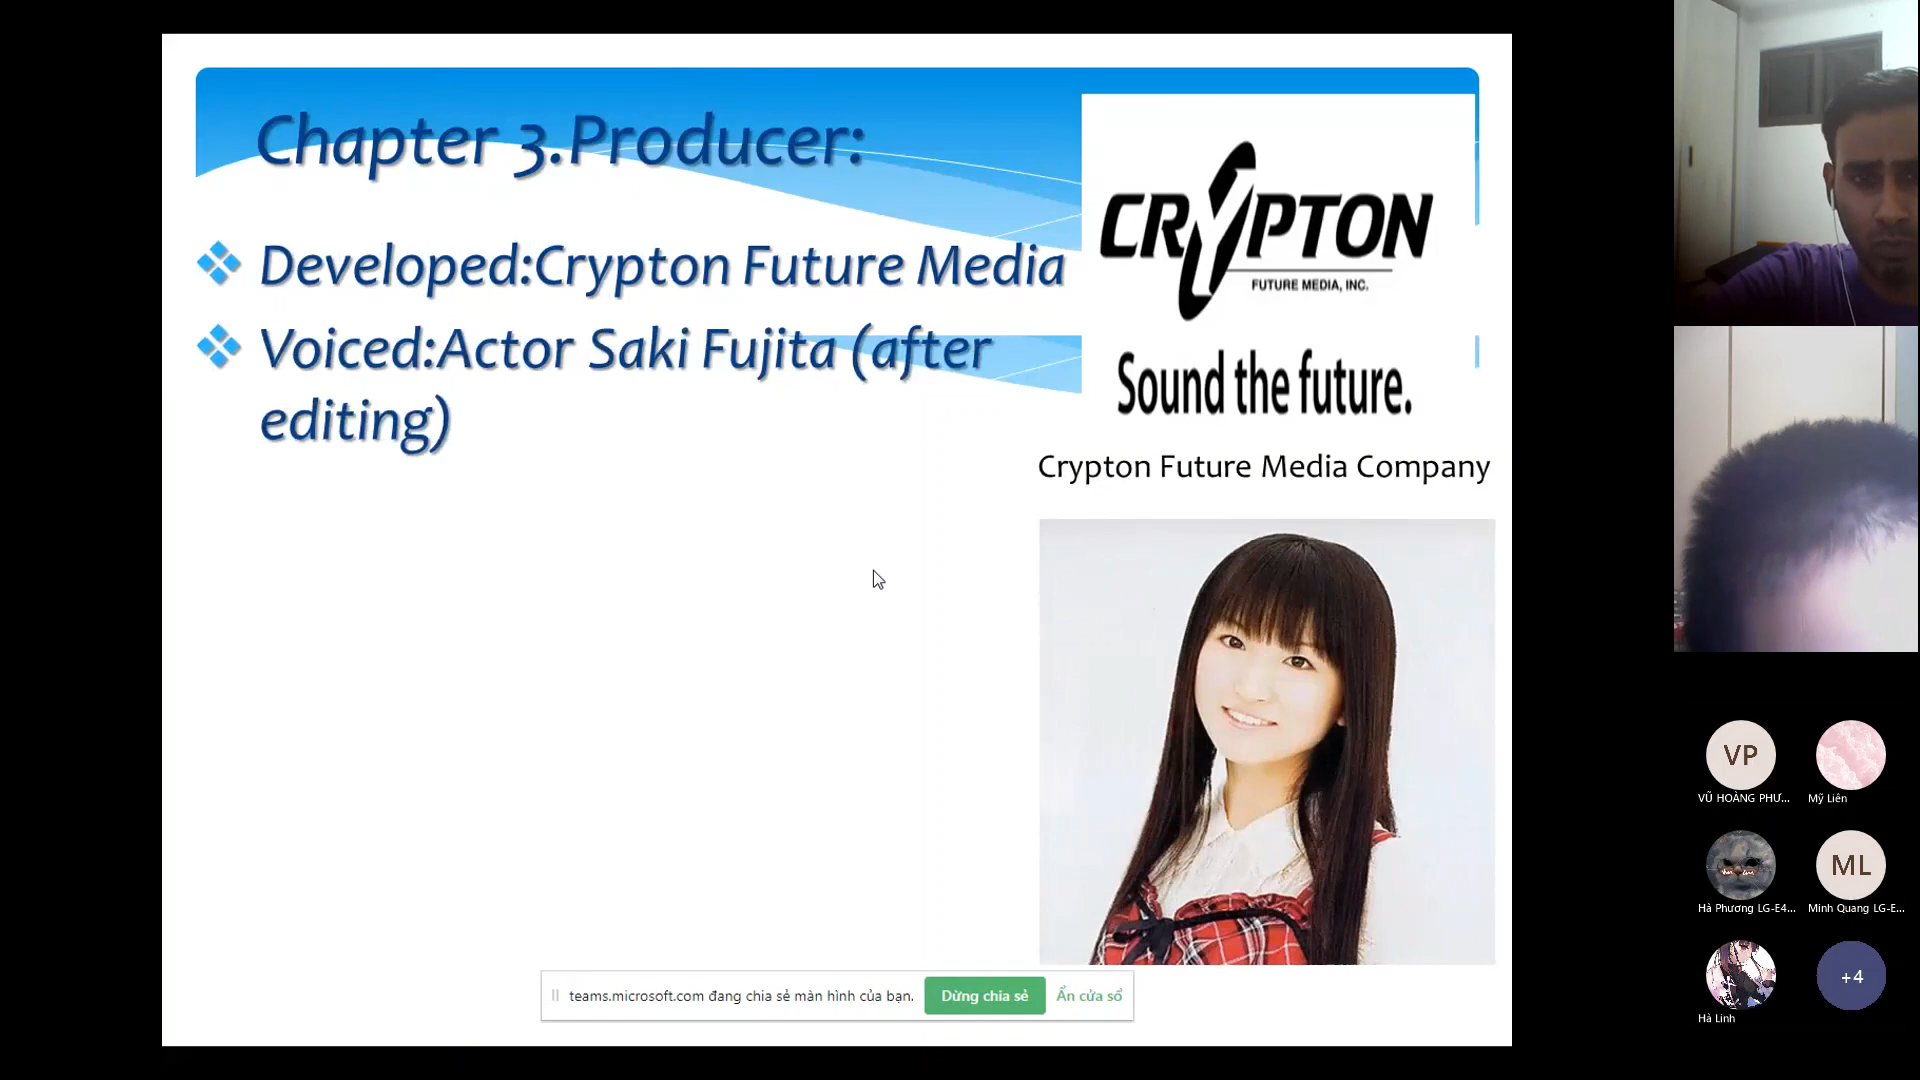 Chapter 3.Producer:
Developed:Crypton Future Media
Voiced:Actor Saki Fujita (after
editing)
CRYPTON
FUTURE MEDIA, INC.
Sound the future.
Crypton Future Media Company
teams.microsoft.com đang chia sẻ màn hình của bạn.
Dừng chia sẻ
Ẩn cửa sổ
VP
VŨ HOÀNG PHƯ...
Mỹ Liên
Hà Phương LG-E4...
ML
Minh Quang LG-E...
Hà Linh
+4